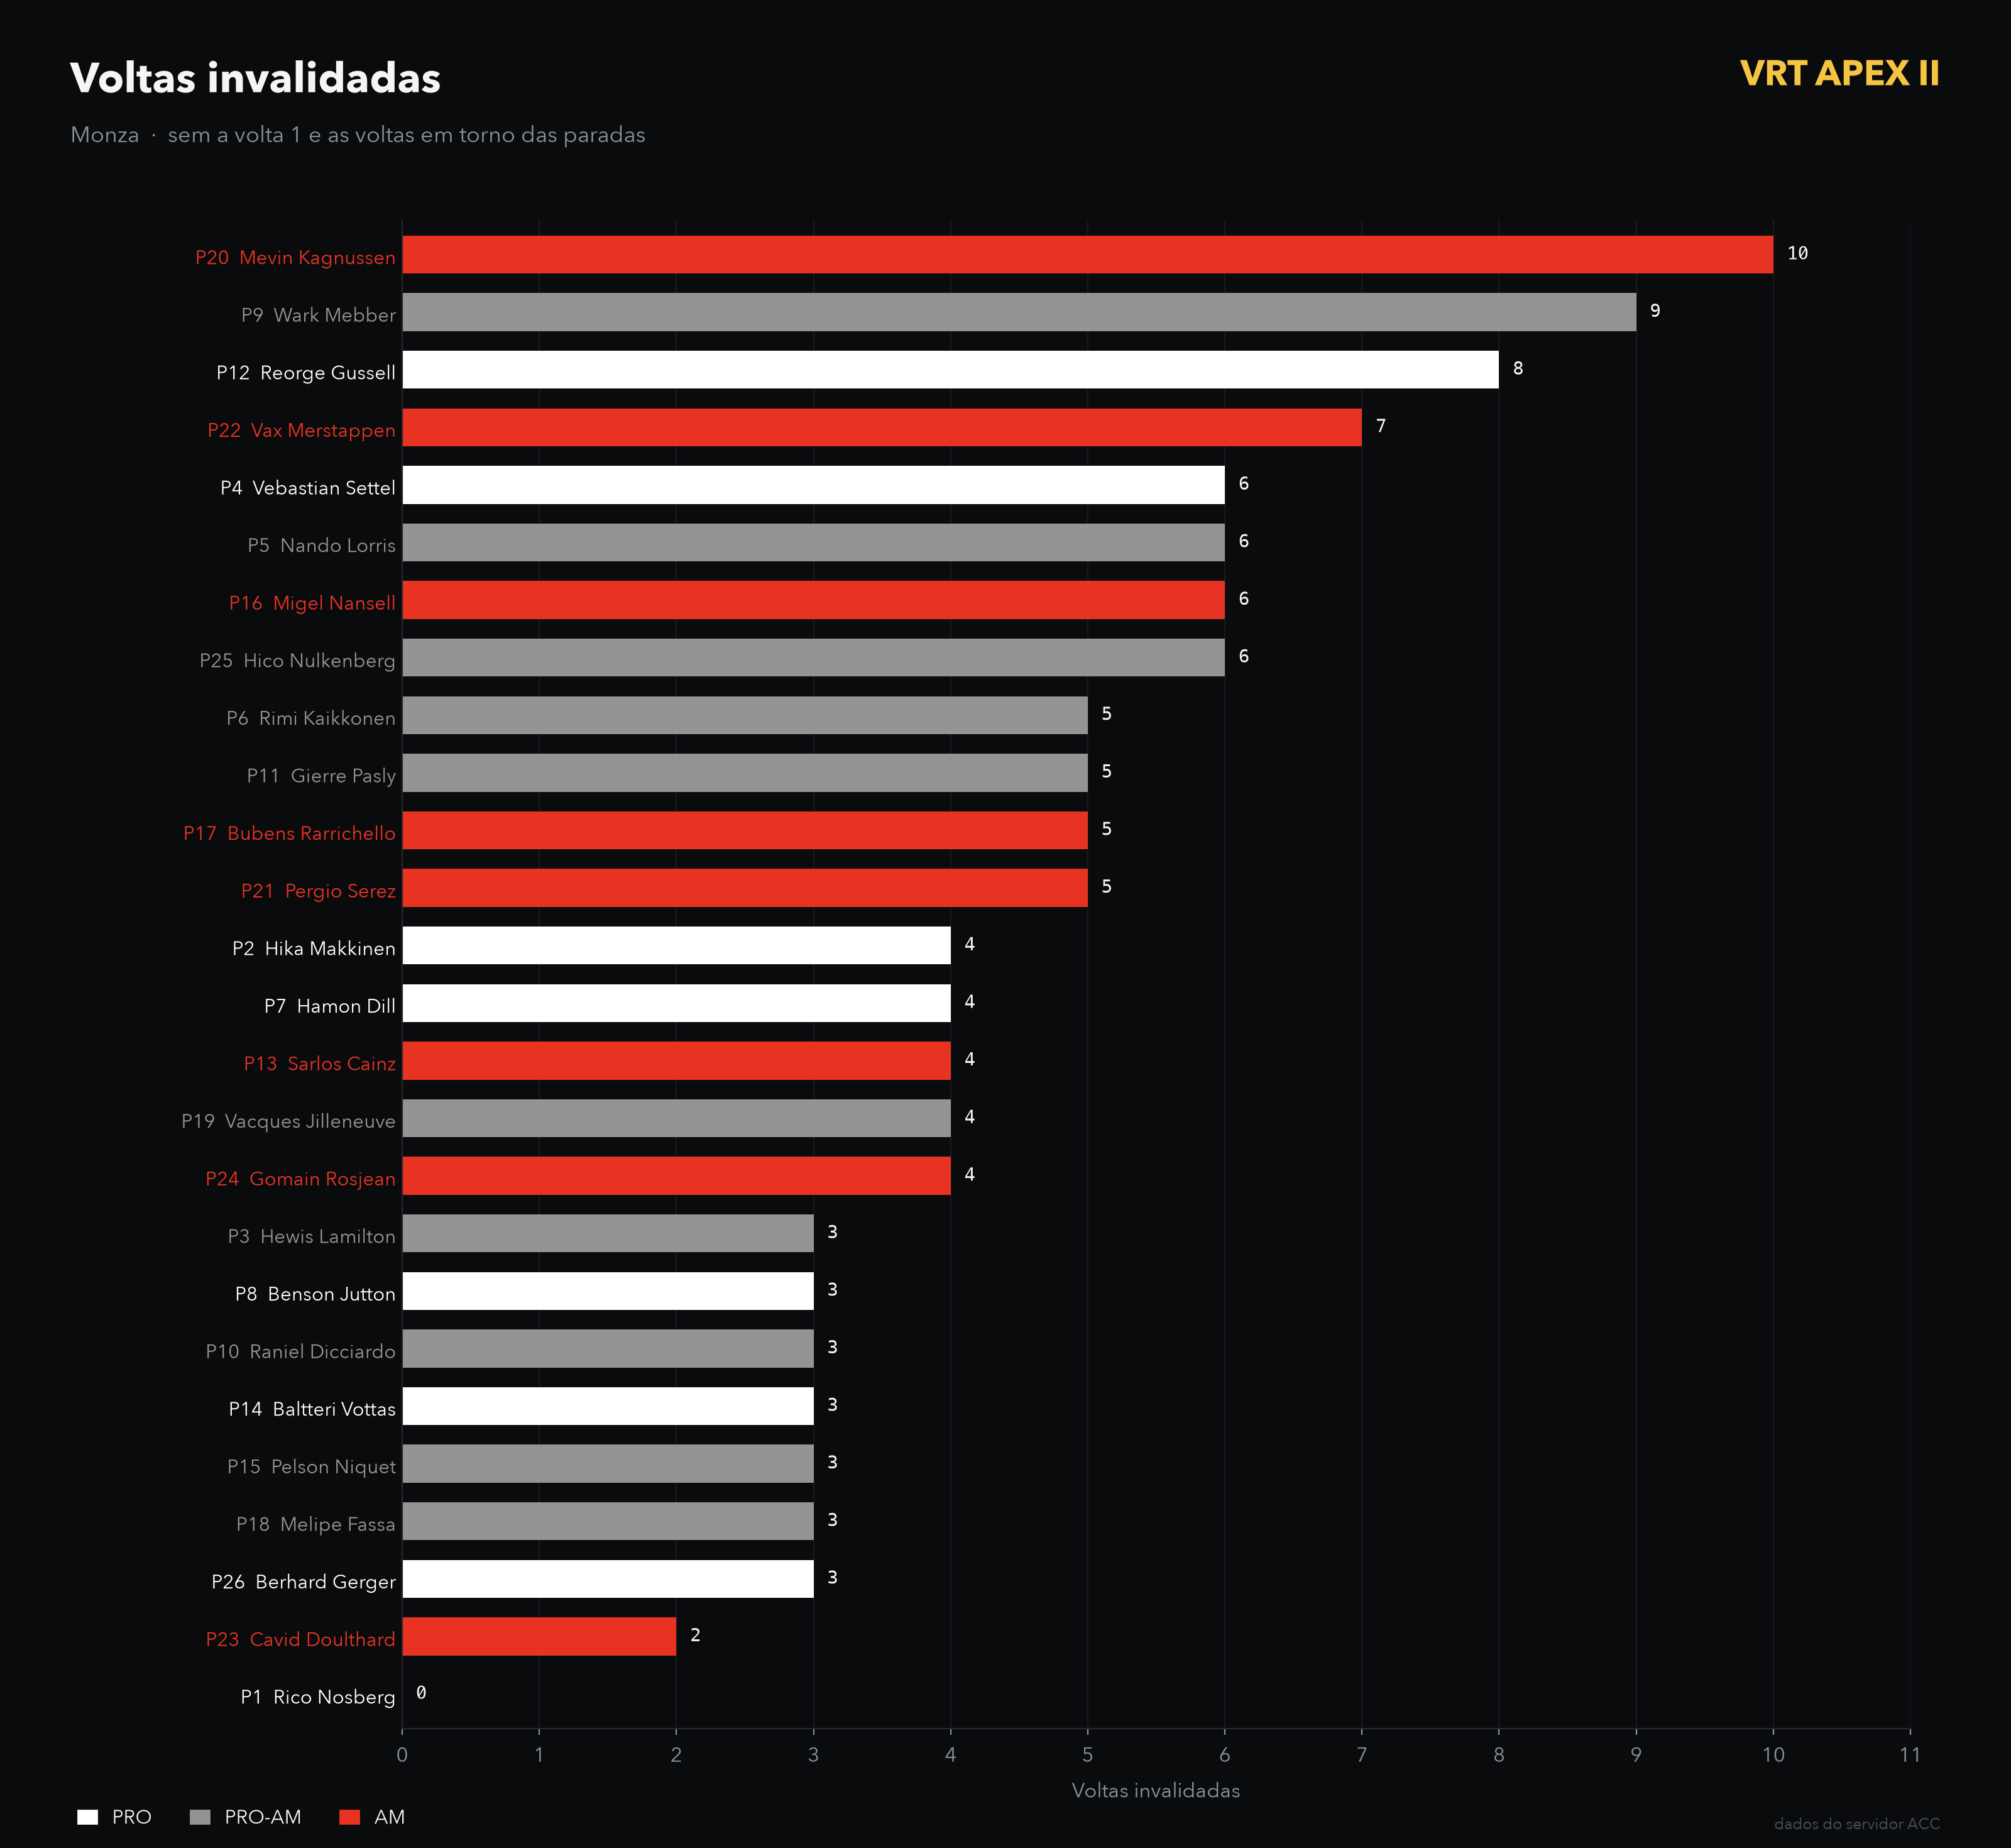 Voltas invalidadas
VRT APEX II
Monza · sem a volta 1 e as voltas em torno das paradas
P20 Mevin Kagnussen 10
P9 Wark Mebber 9
P12 Reorge Gussell 8
P22 Vax Merstappen 7
P4 Vebastian Settel 6
P5 Nando Lorris 6
P16 Migel Nansell 6
P25 Hico Nulkenberg 6
P6 Rimi Kaikkonen 5
P11 Gierre Pasly 5
P17 Bubens Rarrichello 5
P21 Pergio Serez 5
P2 Hika Makkinen 4
P7 Hamon Dill 4
P13 Sarlos Cainz 4
P19 Vacques Jilleneuve 4
P24 Gomain Rosjean 4
P3 Hewis Lamilton 3
P8 Benson Jutton 3
P10 Raniel Dicciardo 3
P14 Baltteri Vottas 3
P15 Pelson Niquet 3
P18 Melipe Fassa 3
P26 Berhard Gerger 3
P23 Cavid Doulthard 2
P1 Rico Nosberg 0
0 1 2 3 4 5 6 7 8 9 10 11
Voltas invalidadas
PRO PRO-AM AM
dados do servidor ACC